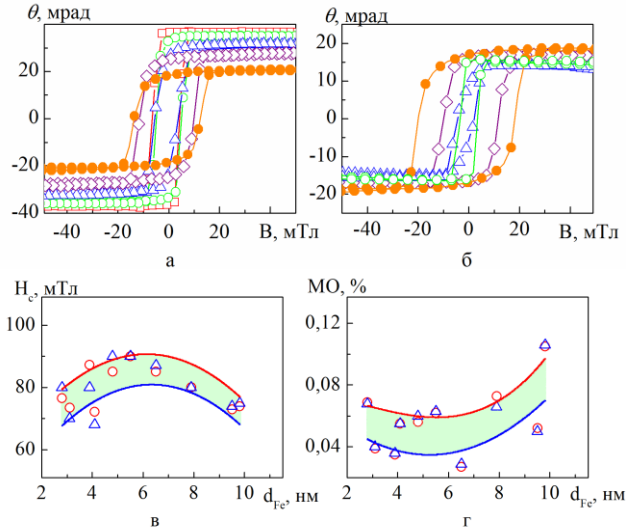 θ, мрад
40
20
0
-20
-40
-40 -20 0 20 B, мТл
а
θ, мрад
20
10
0
-10
-20
-40 -20 0 20 B, мТл
б
H_c, мТл
100
80
60
2 4 6 8 10 d_Fe, нм
в
MO, %
0,12
0,08
0,04
2 4 6 8 10 d_Fe, нм
г